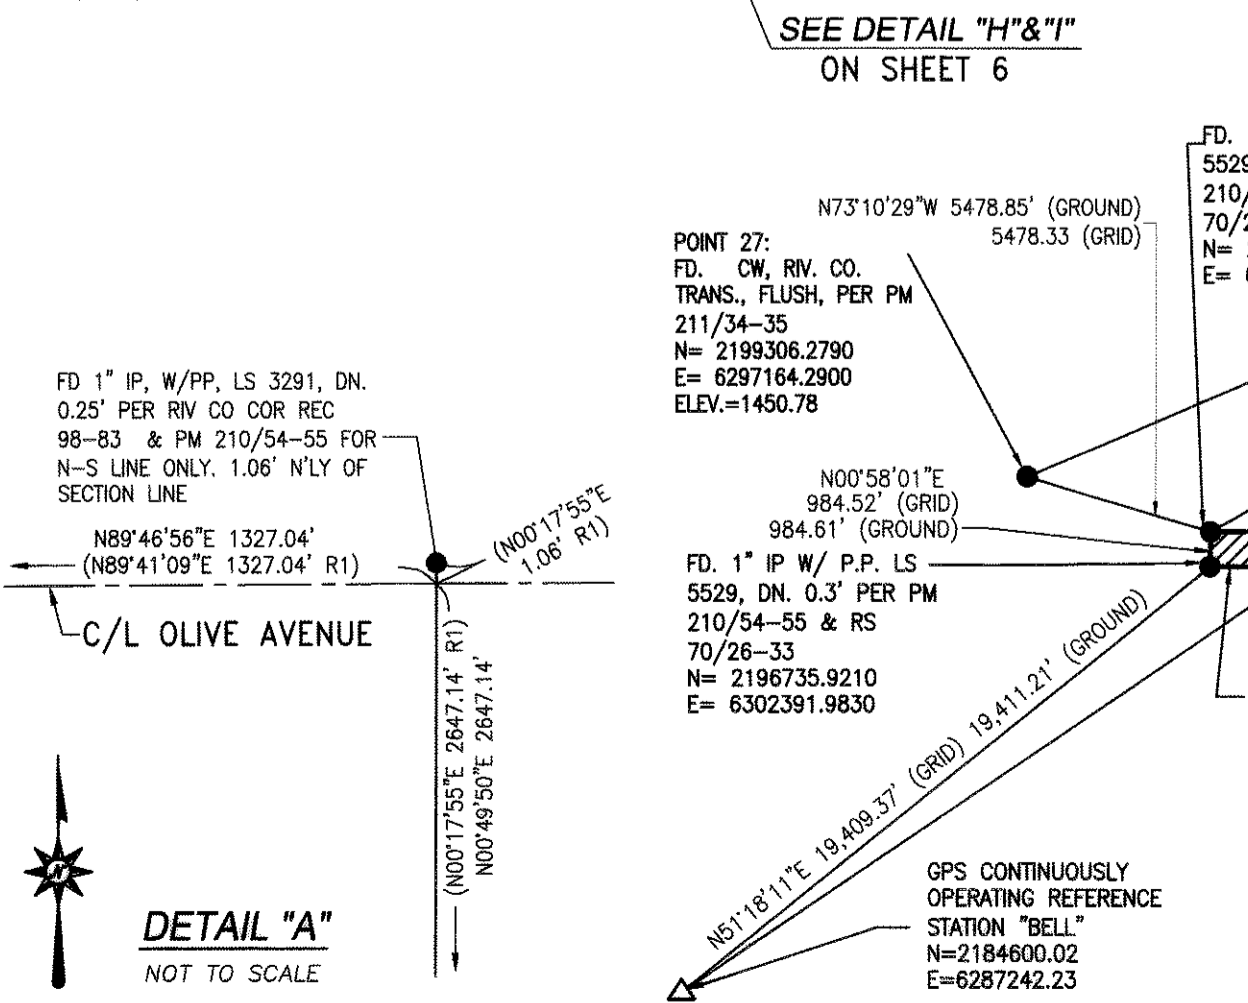 SEE DETAIL "H"&"I"
ON SHEET 6
FD.
5529
210/
70/2
N=
E=
N73°10'29"W 5478.85' (GROUND)
5478.33 (GRID)
POINT 27:
FD. CW, RIV. CO.
TRANS., FLUSH, PER PM
211/34-35
N= 2199306.2790
E= 6297164.2900
ELEV.=1450.78
FD 1" IP, W/PP, LS 3291, DN.
0.25' PER RIV CO COR REC
98-83 & PM 210/54-55 FOR
N-S LINE ONLY. 1.06' N'LY OF
SECTION LINE
N89°46'56"E 1327.04'
(N89°41'09"E 1327.04' R1)
(N00°17'55"E
1.06' R1)
C/L OLIVE AVENUE
(N00°17'55"E 2647.14' R1)
N00°49'50"E 2647.14'
N00°58'01"E
984.52' (GRID)
984.61' (GROUND)
FD. 1" IP W/ P.P. LS
5529, DN. 0.3' PER PM
210/54-55 & RS
70/26-33
N= 2196735.9210
E= 6302391.9830
N51°18'11"E 19,409.37' (GRID) 19,411.21' (GROUND)
GPS CONTINUOUSLY
OPERATING REFERENCE
STATION "BELL"
N=2184600.02
E=6287242.23
N
DETAIL "A"
NOT TO SCALE